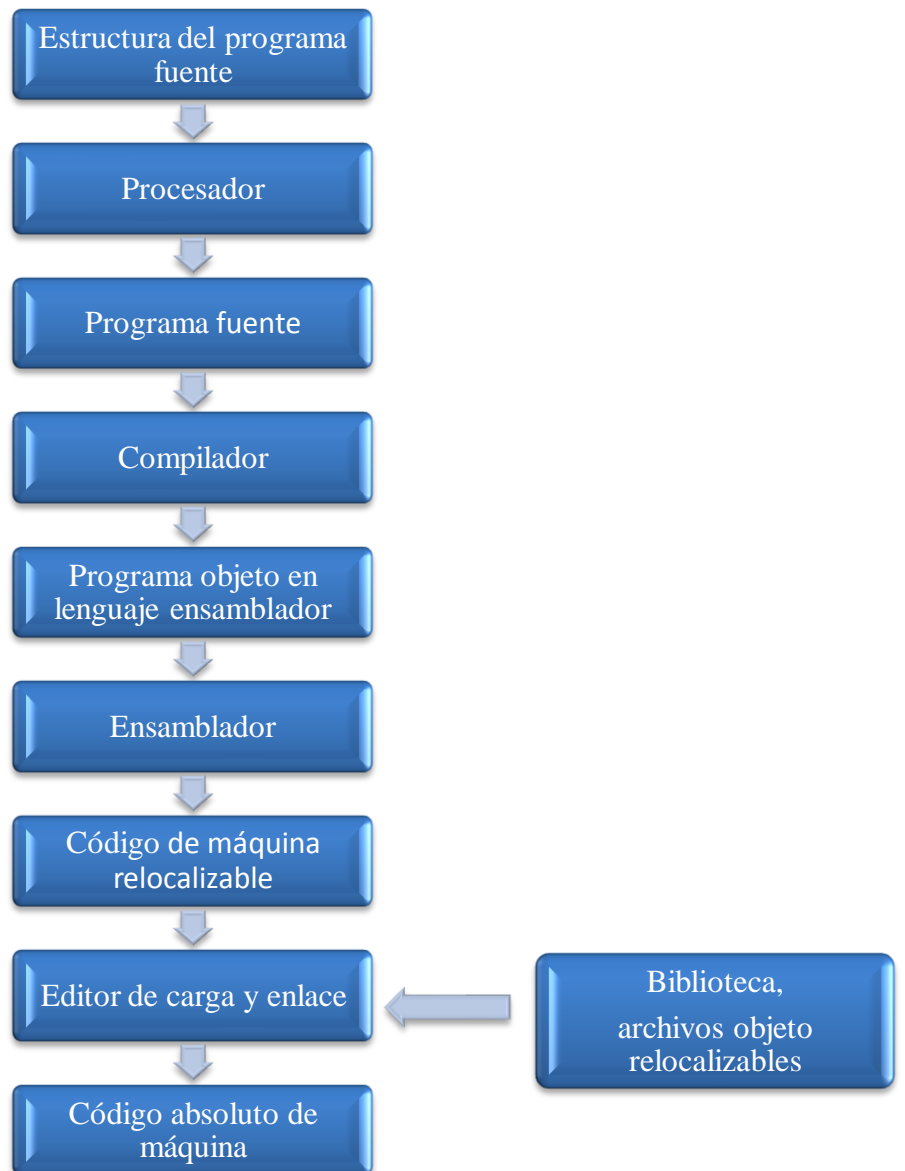 Estructura del programa
fuente
Procesador
Programa fuente
Compilador
Programa objeto en
lenguaje ensamblador
Ensamblador
Código de máquina
relocalizable
Editor de carga y enlace
Biblioteca,
archivos objeto
relocalizables
Código absoluto de
máquina